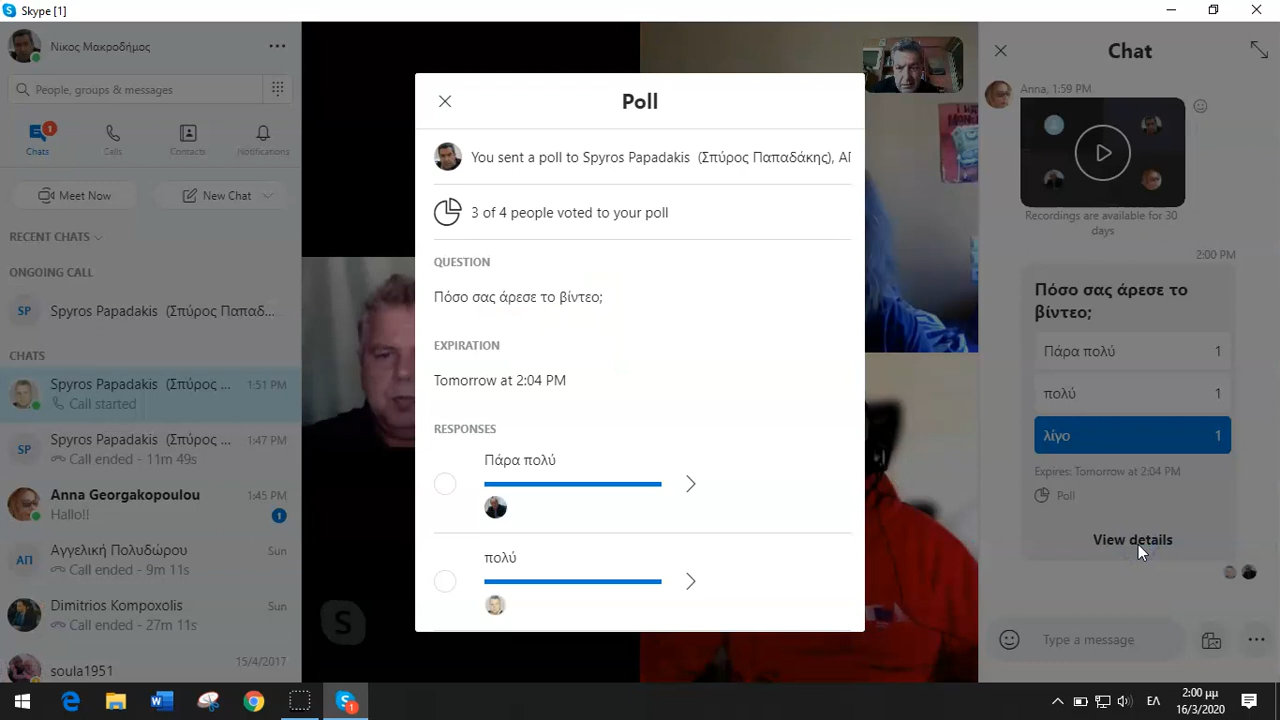 Skype [1]
Νικος Μακροδήμος
People, groups & messages
1
Chats
Calls
Contacts
Notifications
Meet Now
New Chat
RECENT CHATS
ONGOING CALL
SP
Spyros Papadakis (Σπύρος Παπαδ...
CHATS
Spyros Papadakis (Σπύρος ...
1:51 PM
Call started
SP
Spyros Papadakis (Σπύρος ...
1:47 PM
Call ended - 11m 49s
Anna Georgakopoulou
1:45 PM
Hallo!!
1
ΑΠ
Αγγελική Πολυδώρου
Sun
Call ended - 9m 11s
Dimitrios Kompoxolis
Sun
Call ended - 27m 11s
soula1951
15/4/2017
Poll
You sent a poll to Spyros Papadakis (Σπύρος Παπαδάκης), ΑΓ
3 of 4 people voted to your poll
QUESTION
Πόσο σας άρεσε το βίντεο;
EXPIRATION
Tomorrow at 2:04 PM
RESPONSES
Πάρα πολύ
πολύ
S
Chat
Anna, 1:59 PM
Recordings are available for 30
days
2:00 PM
Πόσο σας άρεσε το
βίντεο;
Πάρα πολύ 1
πολύ 1
λίγο 1
Expires: Tomorrow at 2:04 PM
Poll
View details
Type a message
1
ΕΛ
2:00 μμ
16/3/2020